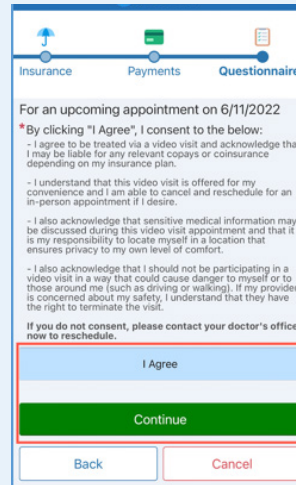 Insurance
Payments
Questionnaire
For an upcoming appointment on 6/11/2022
*By clicking "I Agree", I consent to the below:
- I agree to be treated via a video visit and acknowledge that
I may be liable for any relevant copays or coinsurance
depending on my insurance plan.
- I understand that this video visit is offered for my
convenience and I am able to cancel and reschedule for an
in-person appointment if I desire.
- I also acknowledge that sensitive medical information may
be discussed during this video visit appointment and that it
is my responsibility to locate myself in a location that
ensures privacy to my own level of comfort.
- I also acknowledge that I should not be participating in a
video visit in a way that could cause danger to myself or to
those around me (such as driving or walking). If my provider
is concerned about my safety, I understand that they have
the right to terminate the visit.
If you do not consent, please contact your doctor's office
now to reschedule.
I Agree
Continue
Back
Cancel